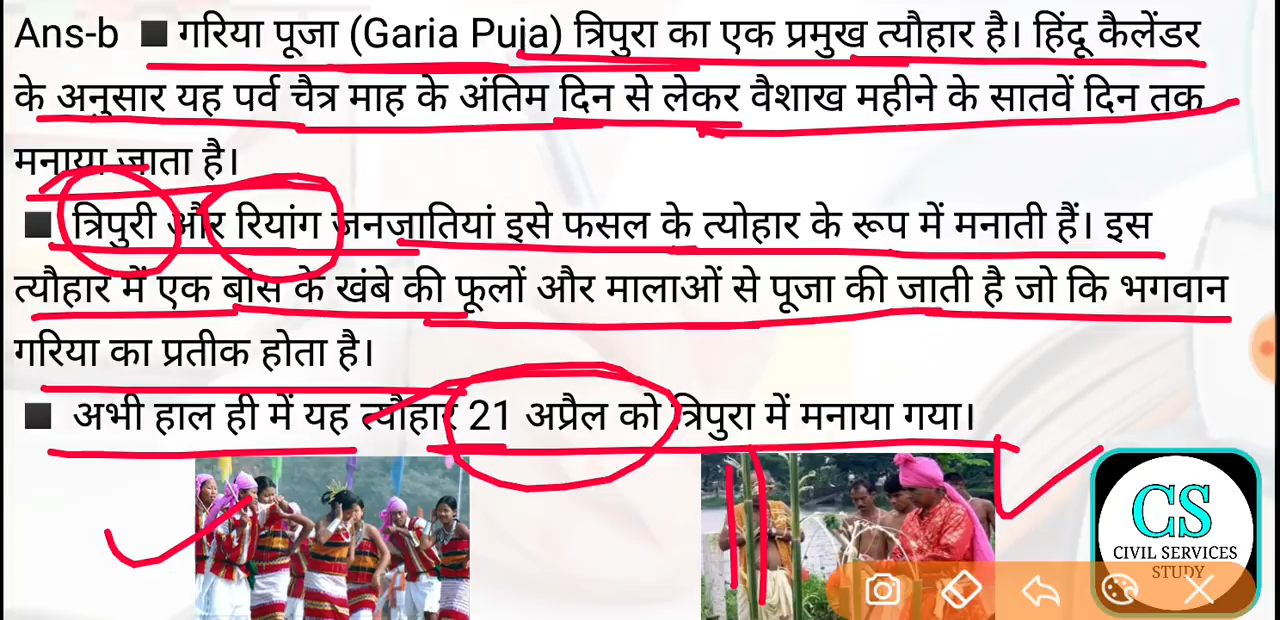 Ans-b ◼ गरिया पूजा (Garia Puja) त्रिपुरा का एक प्रमुख त्यौहार है। हिंदू कैलेंडर
के अनुसार यह पर्व चैत्र माह के अंतिम दिन से लेकर वैशाख महीने के सातवें दिन तक
मनाया जाता है।
◼ त्रिपुरी और रियांग जनजातियां इसे फसल के त्योहार के रूप में मनाती हैं। इस
त्यौहार में एक बांस के खंबे की फूलों और मालाओं से पूजा की जाती है जो कि भगवान
गरिया का प्रतीक होता है।
◼ अभी हाल ही में यह त्यौहार 21 अप्रैल को त्रिपुरा में मनाया गया।
CS
CIVIL SERVICES
STUDY